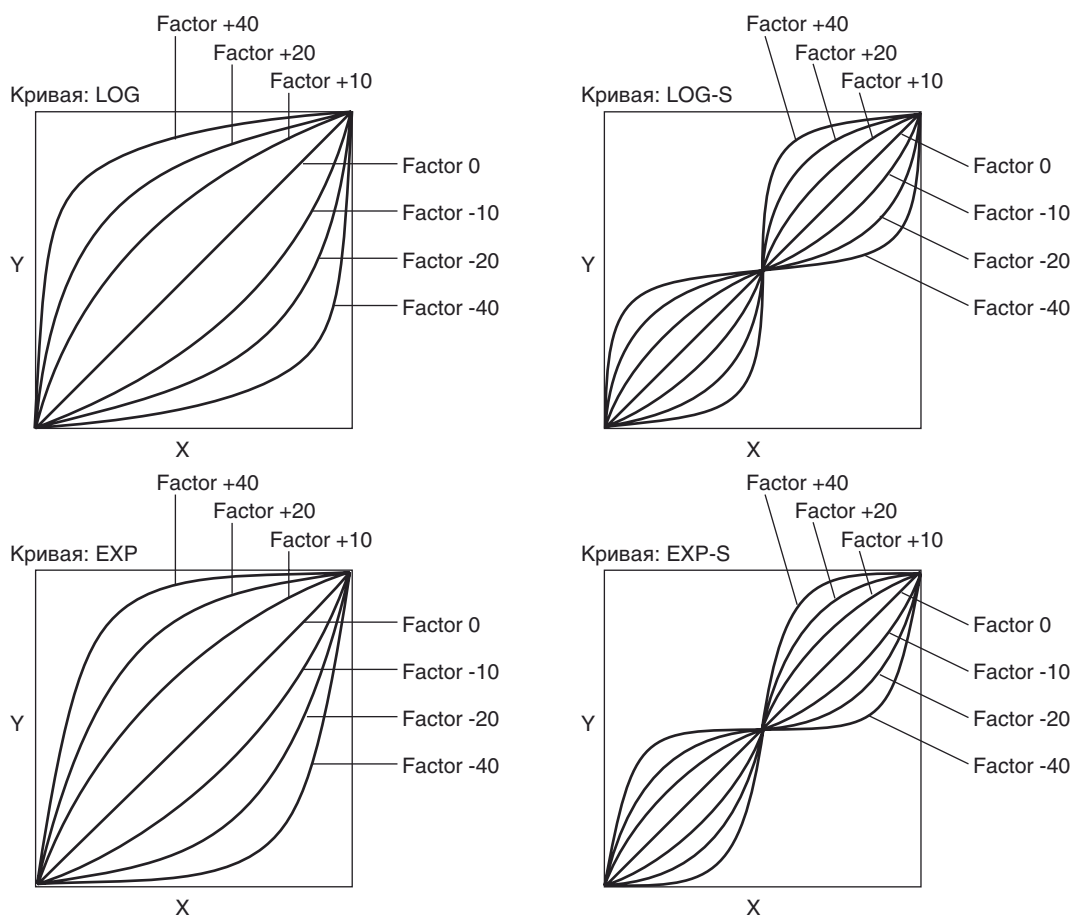 Factor +40
Factor +20
Factor +10
Кривая: LOG
Factor 0
Factor -10
Factor -20
Factor -40
Y
X
Factor +40
Factor +20
Factor +10
Кривая: LOG-S
Factor 0
Factor -10
Factor -20
Factor -40
Y
X
Factor +40
Factor +20
Factor +10
Кривая: EXP
Factor 0
Factor -10
Factor -20
Factor -40
Y
X
Factor +40
Factor +20
Factor +10
Кривая: EXP-S
Factor 0
Factor -10
Factor -20
Factor -40
Y
X